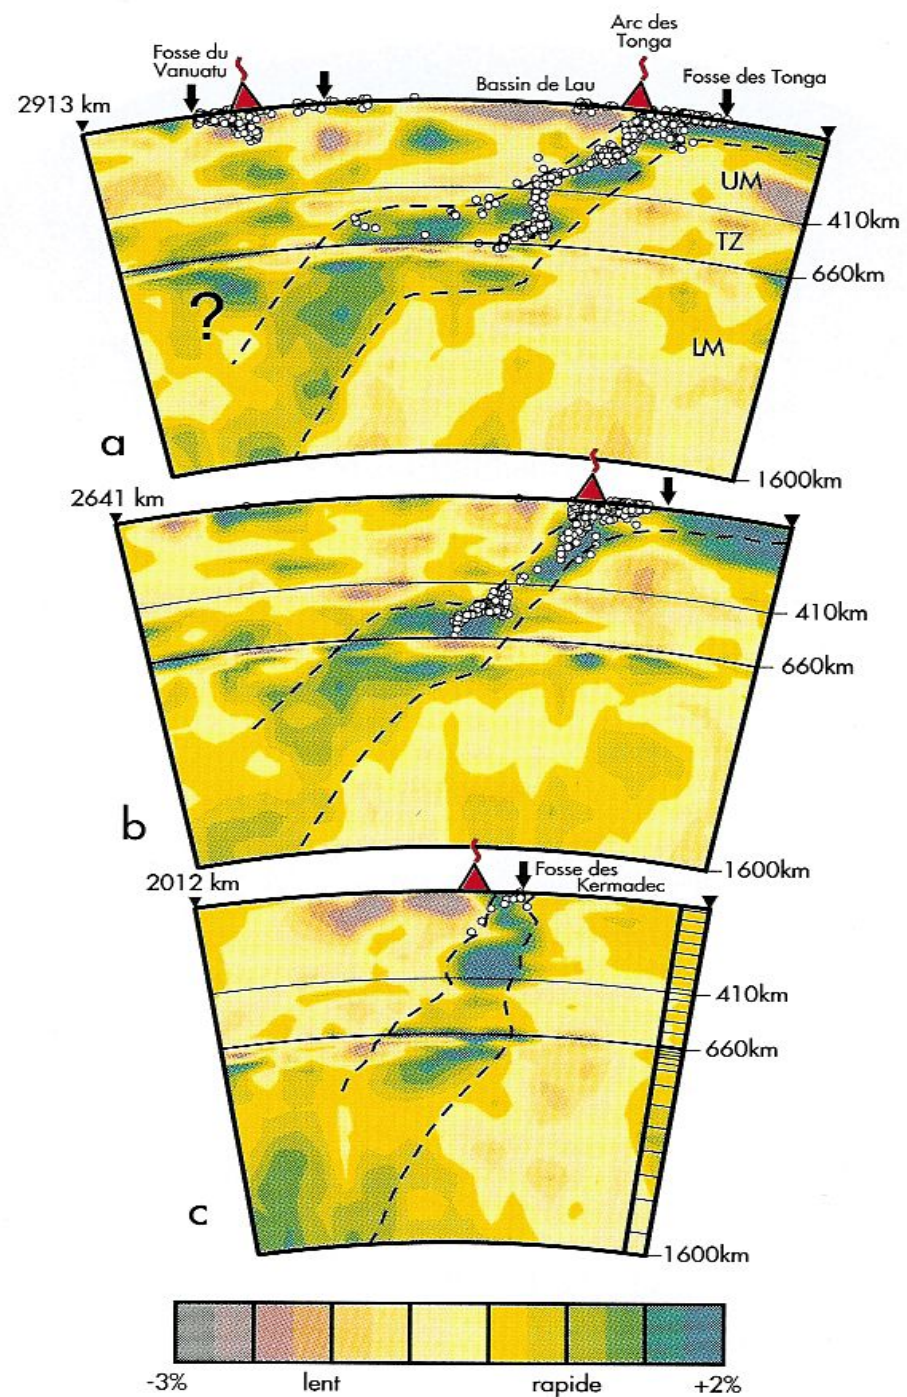 Fosse du
Vanuatu
Arc des
Tonga
Bassin de Lau
Fosse des Tonga
2913 km
UM
410km
TZ
660km
?
LM
a
1600km
2641 km
410km
660km
b
1600km
2012 km
Fosse des
Kermadec
410km
660km
c
1600km
-3%
lent
rapide
+2%